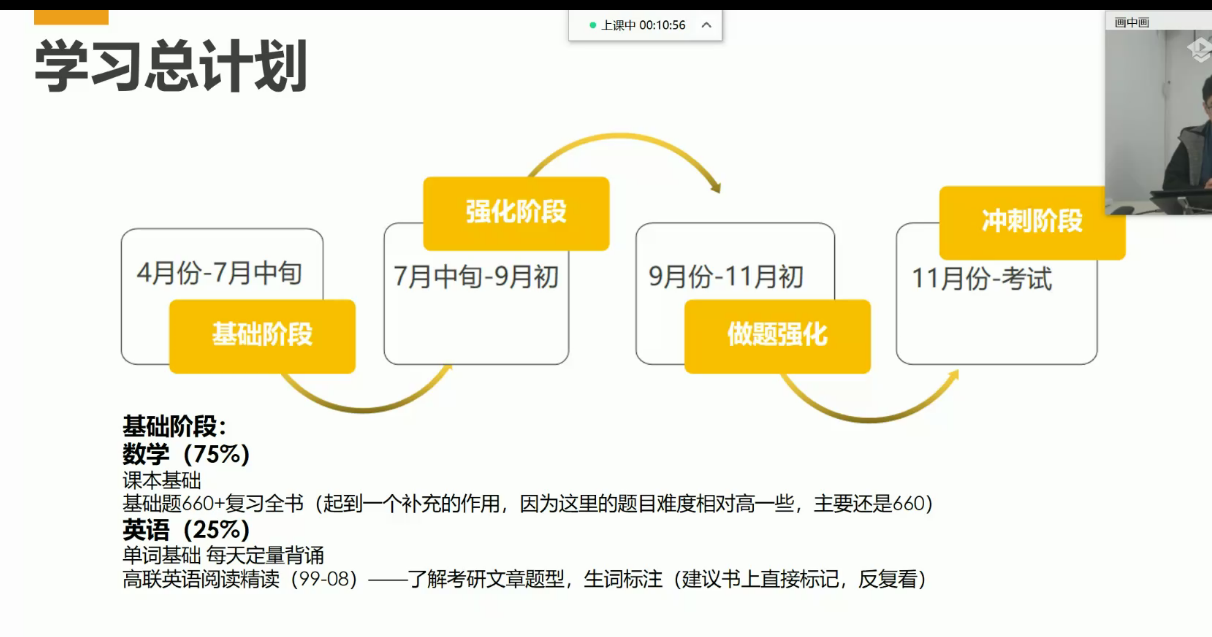 上课中 00:10:56
画中画
学习总计划
强化阶段
冲刺阶段
4月份-7月中旬
7月中旬-9月初
9月份-11月初
11月份-考试
基础阶段
做题强化
基础阶段：
数学（75%）
课本基础
基础题660+复习全书（起到一个补充的作用，因为这里的题目难度相对高一些，主要还是660）
英语（25%）
单词基础 每天定量背诵
高联英语阅读精读（99-08）——了解考研文章题型，生词标注（建议书上直接标记，反复看）